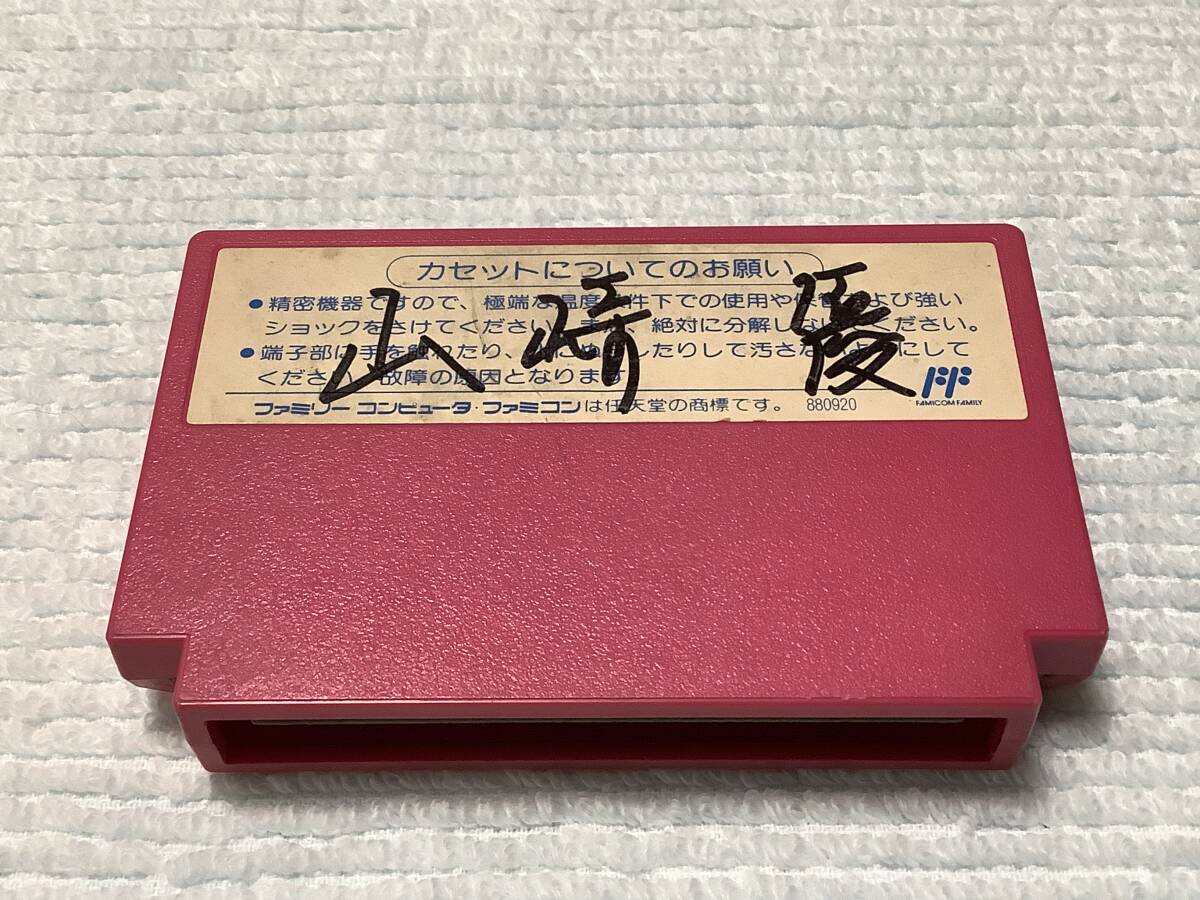 カセットについてのお願い
●精密機器ですので、極端な温度条件下での使用や保管および強い
ショックをさけてください。また、絶対に分解しないでください。
●端子部に手を触れたり、水にぬらしたりして汚さないようにして
ください。故障の原因となります。
ファミリーコンピュータ・ファミコンは任天堂の商標です。 880920
FAMICOM FAMILY
山崎 優